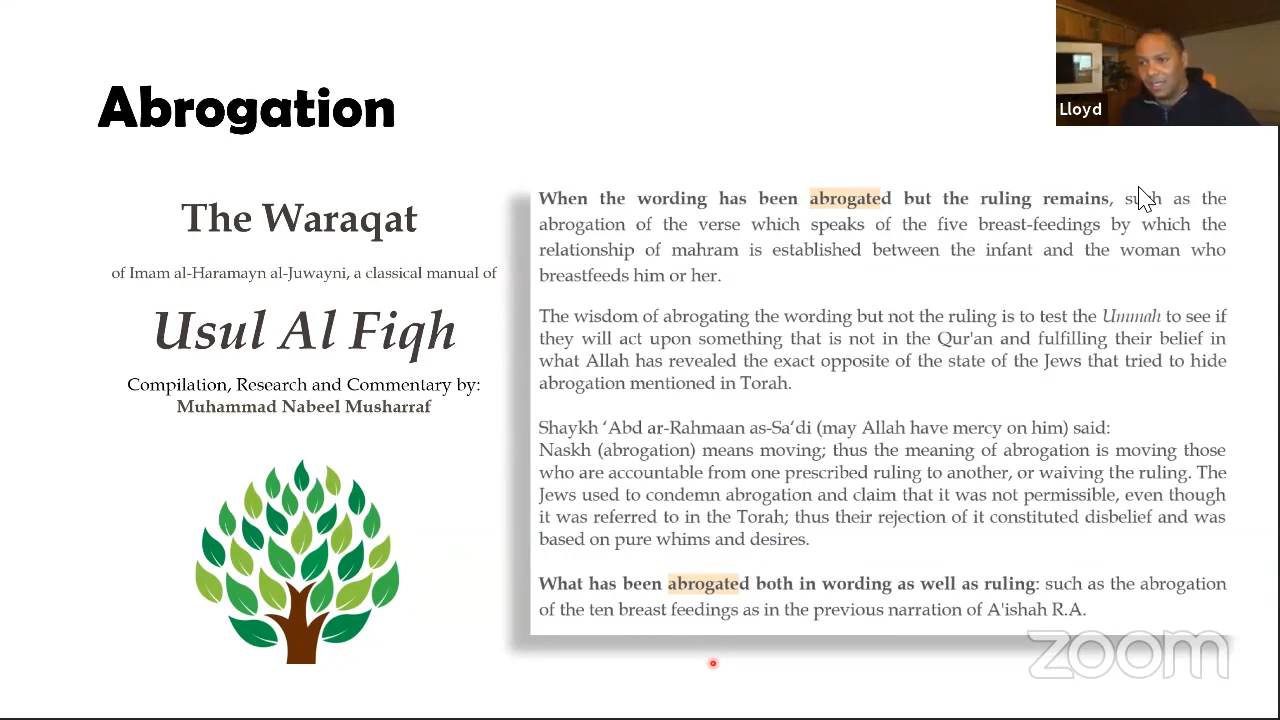 Lloyd
Abrogation
The Waraqat
of Imam al-Haramayn al-Juwayni, a classical manual of
Usul Al Fiqh
Compilation, Research and Commentary by:
Muhammad Nabeel Musharraf
When the wording has been abrogated but the ruling remains, such as the
abrogation of the verse which speaks of the five breast-feedings by which the
relationship of mahram is established between the infant and the woman who
breastfeeds him or her.
The wisdom of abrogating the wording but not the ruling is to test the Ummah to see if
they will act upon something that is not in the Qur'an and fulfilling their belief in
what Allah has revealed the exact opposite of the state of the Jews that tried to hide
abrogation mentioned in Torah.
Shaykh ‘Abd ar-Rahmaan as-Sa‘di (may Allah have mercy on him) said:
Naskh (abrogation) means moving; thus the meaning of abrogation is moving those
who are accountable from one prescribed ruling to another, or waiving the ruling. The
Jews used to condemn abrogation and claim that it was not permissible, even though
it was referred to in the Torah; thus their rejection of it constituted disbelief and was
based on pure whims and desires.
What has been abrogated both in wording as well as ruling: such as the abrogation
of the ten breast feedings as in the previous narration of A'ishah R.A.
zoom